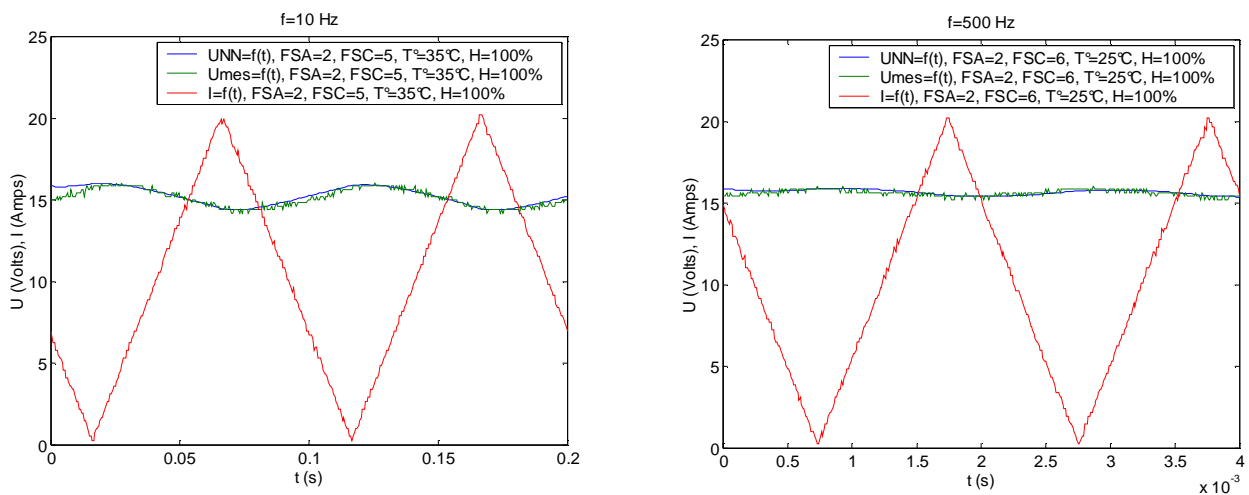 f=10 Hz
UNN=f(t), FSA=2, FSC=5, T°=35°C, H=100%
Umes=f(t), FSA=2, FSC=5, T°=35°C, H=100%
I=f(t), FSA=2, FSC=5, T°=35°C, H=100%
U (Volts), I (Amps)
25
20
15
10
5
0
0 0.05 0.1 0.15 0.2
t (s)
f=500 Hz
UNN=f(t), FSA=2, FSC=6, T°=25°C, H=100%
Umes=f(t), FSA=2, FSC=6, T°=25°C, H=100%
I=f(t), FSA=2, FSC=6, T°=25°C, H=100%
U (Volts), I (Amps)
25
20
15
10
5
0
0 0.5 1 1.5 2 2.5 3 3.5 4
t (s)
x 10⁻³